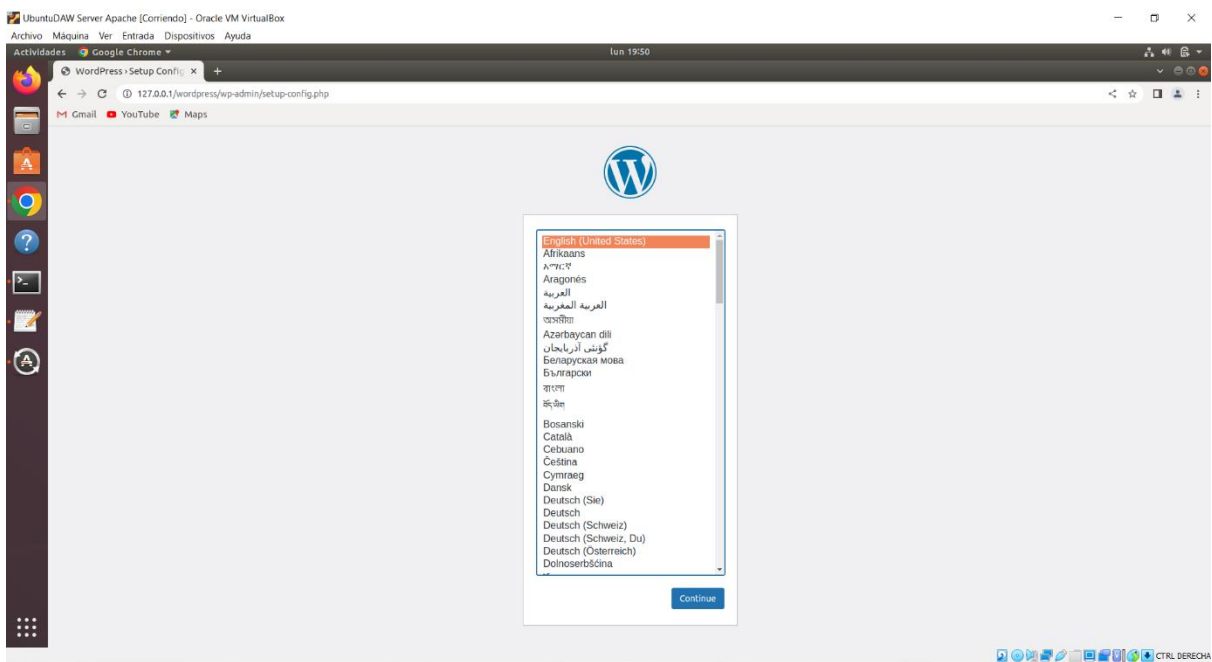 UbuntuDAW Server Apache [Corriendo] - Oracle VM VirtualBox
Archivo Máquina Ver Entrada Dispositivos Ayuda
Actividades Google Chrome lun 19:50
WordPress › Setup Config
127.0.0.1/wordpress/wp-admin/setup-config.php
Gmail YouTube Maps
English (United States)
Afrikaans
አማርኛ
Aragonés
العربية
العربية المغربية
অসমীয়া
Azərbaycan dili
گؤنئی آذربایجان
Беларуская мова
Български
বাংলা
བོད་ཡིག
Bosanski
Català
Cebuano
Čeština
Cymraeg
Dansk
Deutsch (Sie)
Deutsch
Deutsch (Schweiz)
Deutsch (Schweiz, Du)
Deutsch (Österreich)
Dolnoserbšćina
Continue
CTRL DERECHA